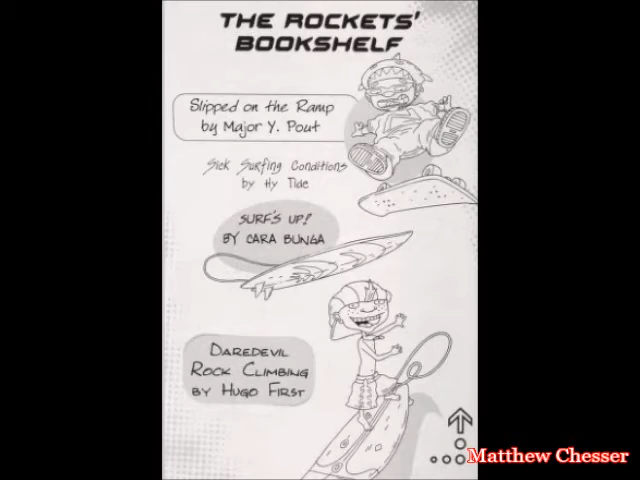 THE ROCKETS'
BOOKSHELF
Slipped on the Ramp
by Major Y. Pout
Sick Surfing Conditions
by Hy Tide
SURF'S UP!
BY CARA BUNGA
DAREDEVIL
ROCK CLIMBING
BY HUGO FIRST
Matthew Chesser